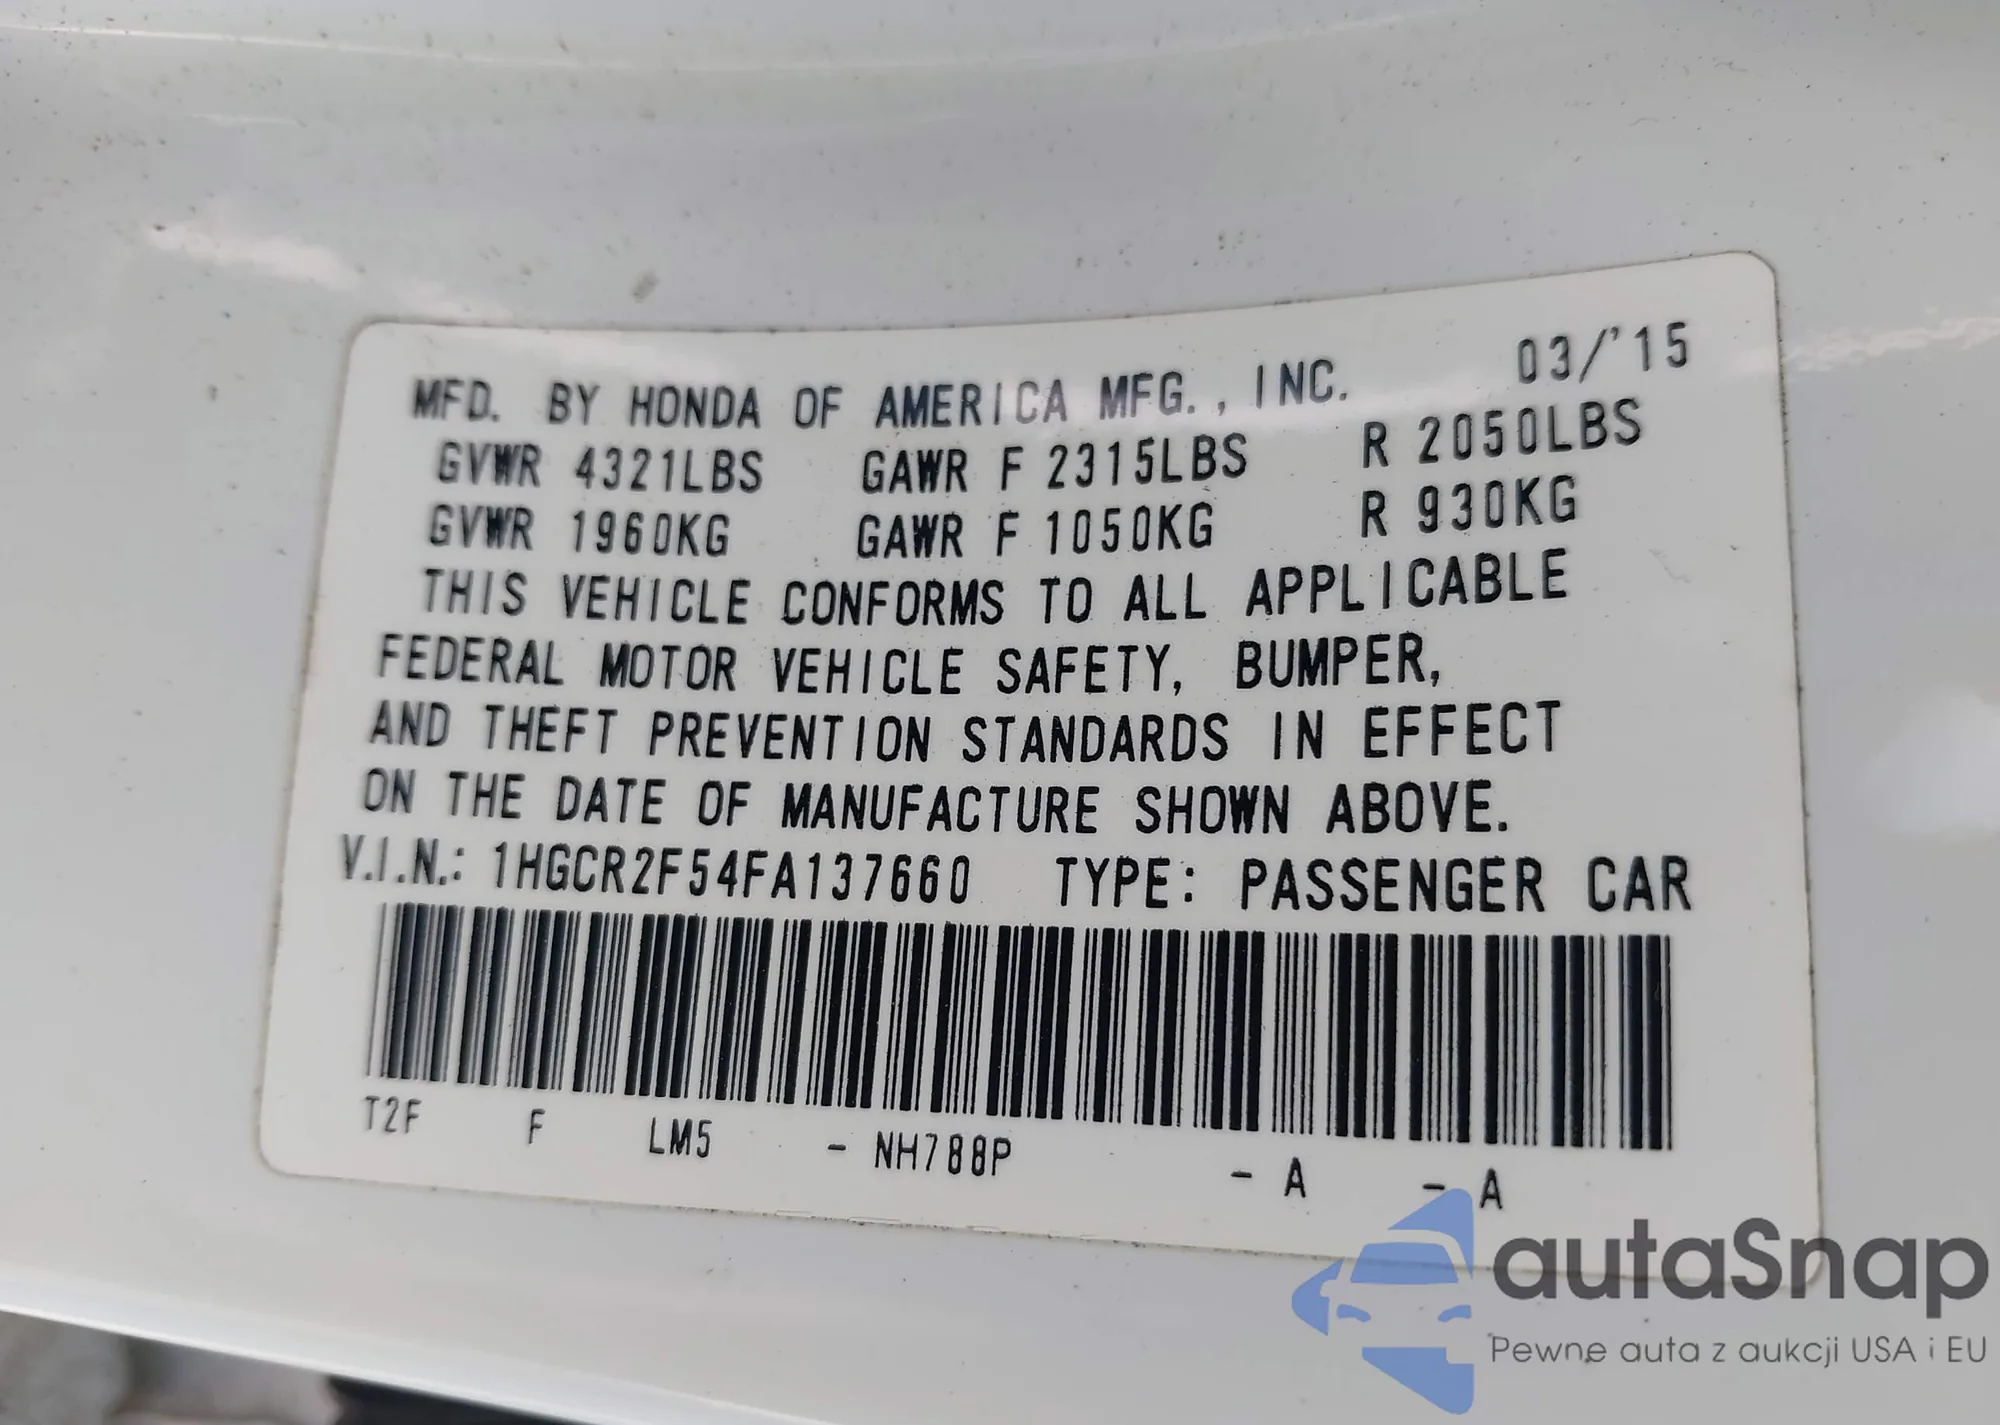 MFD. BY HONDA OF AMERICA MFG., INC. 03/'15
GVWR 4321LBS GAWR F 2315LBS R 2050LBS
GVWR 1960KG GAWR F 1050KG R 930KG
THIS VEHICLE CONFORMS TO ALL APPLICABLE
FEDERAL MOTOR VEHICLE SAFETY, BUMPER,
AND THEFT PREVENTION STANDARDS IN EFFECT
ON THE DATE OF MANUFACTURE SHOWN ABOVE.
V.I.N.: 1HGCR2F54FA137660 TYPE: PASSENGER CAR
T2F F LM5 - NH788P - A - A
autaSnap
Pewne auta z aukcji USA i EU